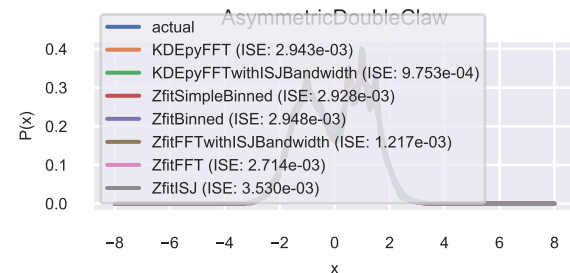 AsymmetricDoubleClaw
actual
KDEpyFFT (ISE: 2.943e-03)
KDEpyFFTwithISJBandwidth (ISE: 9.753e-04)
ZfitSimpleBinned (ISE: 2.928e-03)
ZfitBinned (ISE: 2.948e-03)
ZfitFFTwithISJBandwidth (ISE: 1.217e-03)
ZfitFFT (ISE: 2.714e-03)
ZfitISJ (ISE: 3.530e-03)
P(x)
0.4
0.3
0.2
0.1
0.0
−8 −6 −4 −2 0 2 4 6 8
x